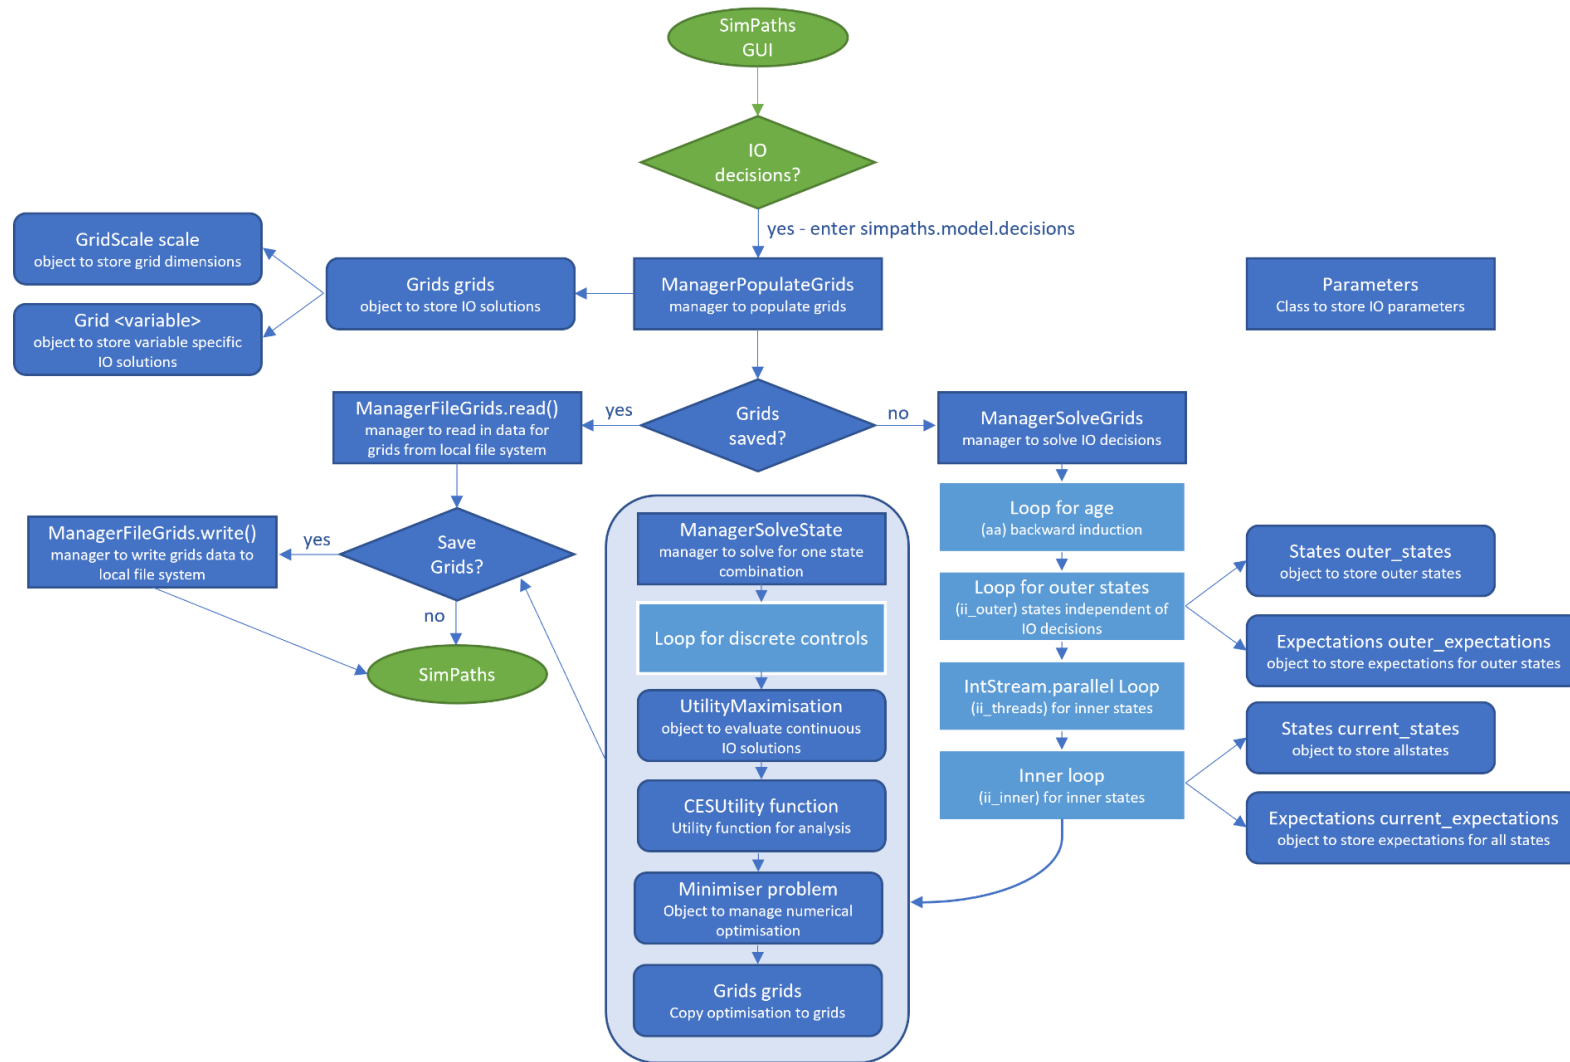 SimPaths
GUI
IO
decisions?
yes - enter simpaths.model.decisions
GridScale scale
object to store grid dimensions
Grids grids
object to store IO solutions
ManagerPopulateGrids
manager to populate grids
Parameters
Class to store IO parameters
Grid <variable>
object to store variable specific
IO solutions
ManagerFileGrids.read()
manager to read in data for
grids from local file system
yes
Grids
saved?
no
ManagerSolveGrids
manager to solve IO decisions
Loop for age
(aa) backward induction
ManagerFileGrids.write()
manager to write grids data to
local file system
yes
Save
Grids?
no
SimPaths
ManagerSolveState
manager to solve for one state
combination
Loop for discrete controls
UtilityMaximisation
object to evaluate continuous
IO solutions
CESUtility function
Utility function for analysis
Minimiser problem
Object to manage numerical
optimisation
Grids grids
Copy optimisation to grids
Loop for outer states
(ii_outer) states independent of
IO decisions
IntStream.parallel Loop
(ii_threads) for inner states
Inner loop
(ii_inner) for inner states
States outer_states
object to store outer states
Expectations outer_expectations
object to store expectations for outer states
States current_states
object to store allstates
Expectations current_expectations
object to store expectations for all states